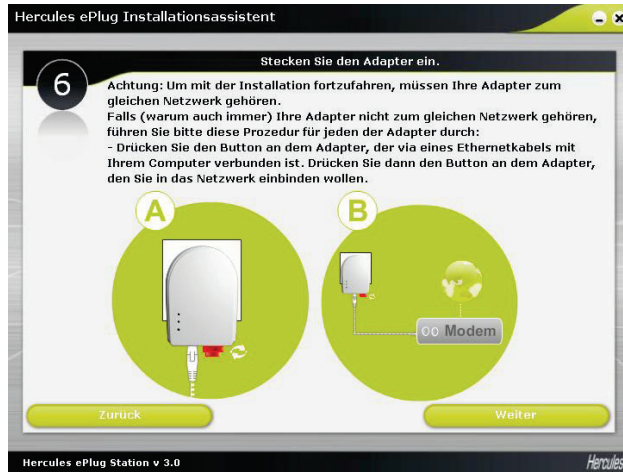 Hercules ePlug Installationsassistent
Stecken Sie den Adapter ein.
6
Achtung: Um mit der Installation fortzufahren, müssen Ihre Adapter zum
gleichen Netzwerk gehören.
Falls (warum auch immer) Ihre Adapter nicht zum gleichen Netzwerk gehören,
führen Sie bitte diese Prozedur für jeden der Adapter durch:
- Drücken Sie den Button an dem Adapter, der via eines Ethernetkabels mit
Ihrem Computer verbunden ist. Drücken Sie dann den Button an dem Adapter,
den Sie in das Netzwerk einbinden wollen.
A
B
Modem
Zurück
Weiter
Hercules ePlug Station v 3.0
Hercules